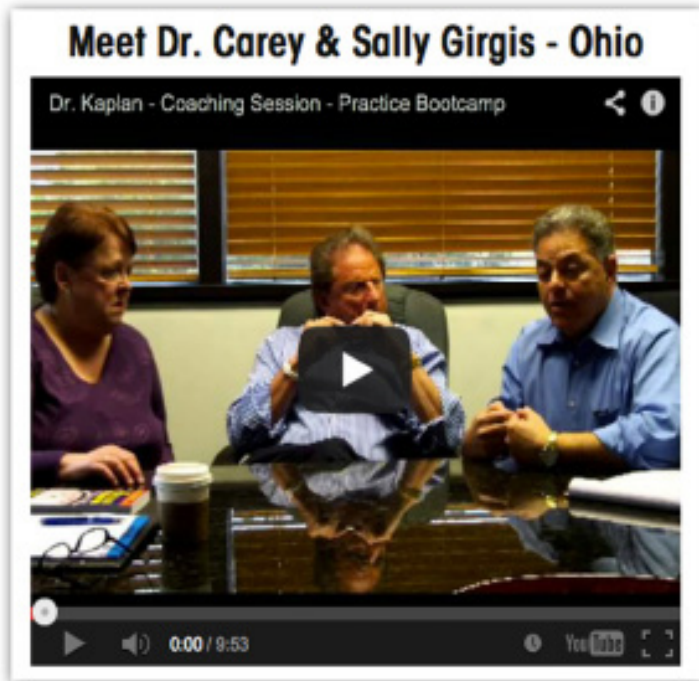 Meet Dr. Carey & Sally Girgis - Ohio
Dr. Kaplan - Coaching Session - Practice Bootcamp
0:00 / 9:53
YouTube